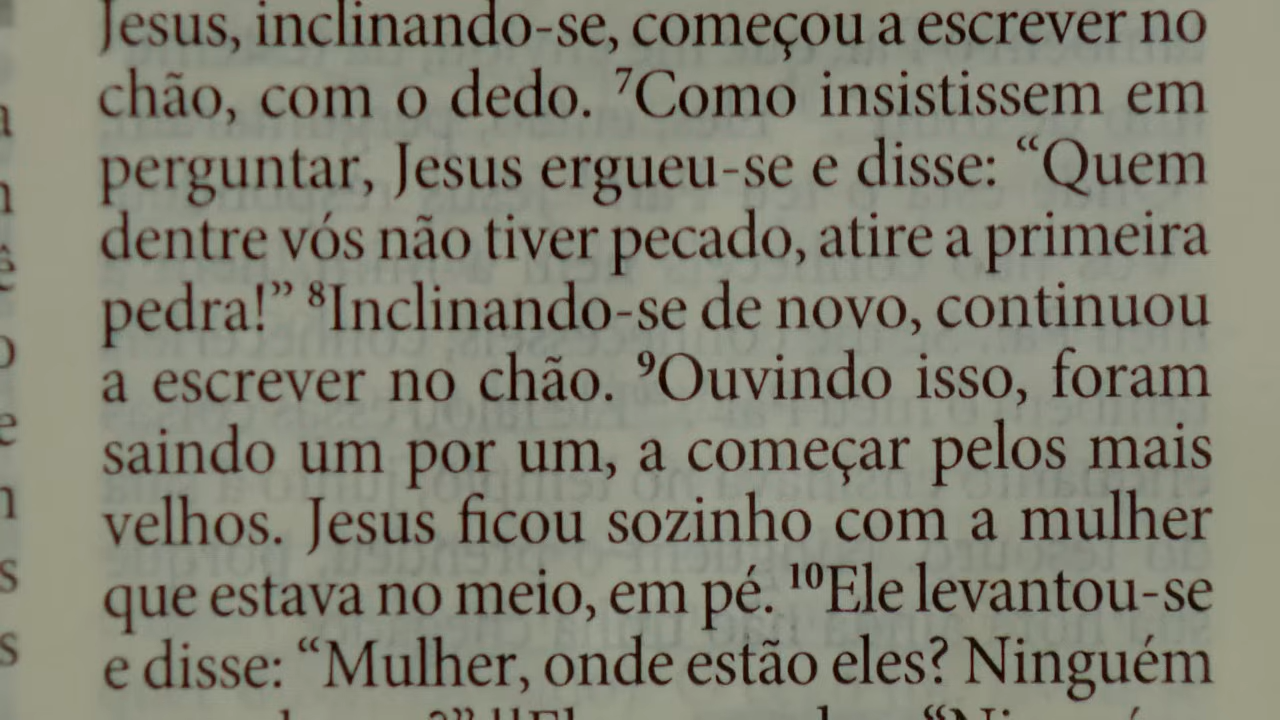 Jesus, inclinando-se, começou a escrever no
chão, com o dedo. ⁷Como insistissem em
perguntar, Jesus ergueu-se e disse: “Quem
dentre vós não tiver pecado, atire a primeira
pedra!” ⁸Inclinando-se de novo, continuou
a escrever no chão. ⁹Ouvindo isso, foram
saindo um por um, a começar pelos mais
velhos. Jesus ficou sozinho com a mulher
que estava no meio, em pé. ¹⁰Ele levantou-se
e disse: “Mulher, onde estão eles? Ninguém